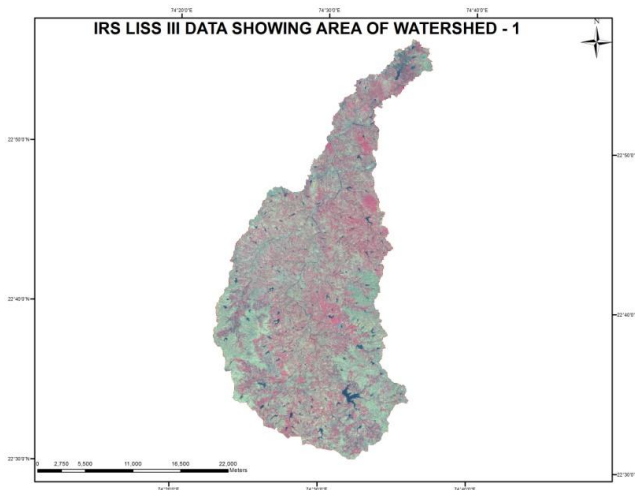 74°20'0"E 74°30'0"E 74°40'0"E
IRS LISS III DATA SHOWING AREA OF WATERSHED - 1
N
22°50'0"N
22°50'0"
22°40'0"N
22°40'0"
22°30'0"N
22°30'0"
0 2,750 5,500 11,000 16,500 22,000
Meters